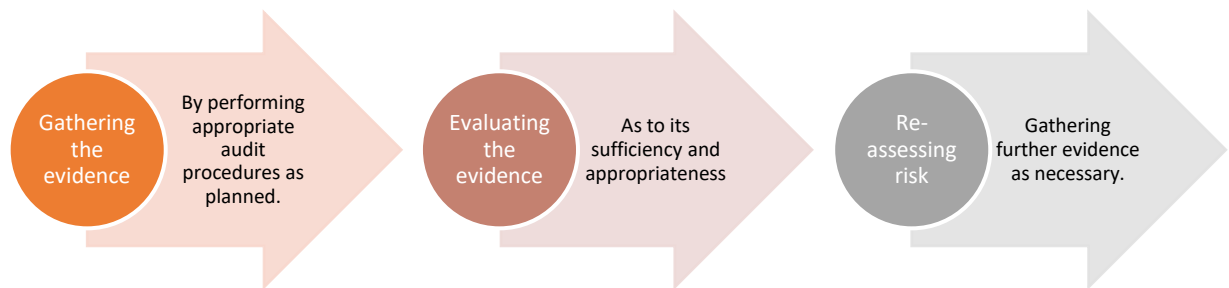 Gathering
the
evidence
By performing
appropriate
audit
procedures as
planned.
Evaluating
the
evidence
As to its
sufficiency and
appropriateness
Re-
assessing
risk
Gathering
further evidence
as necessary.